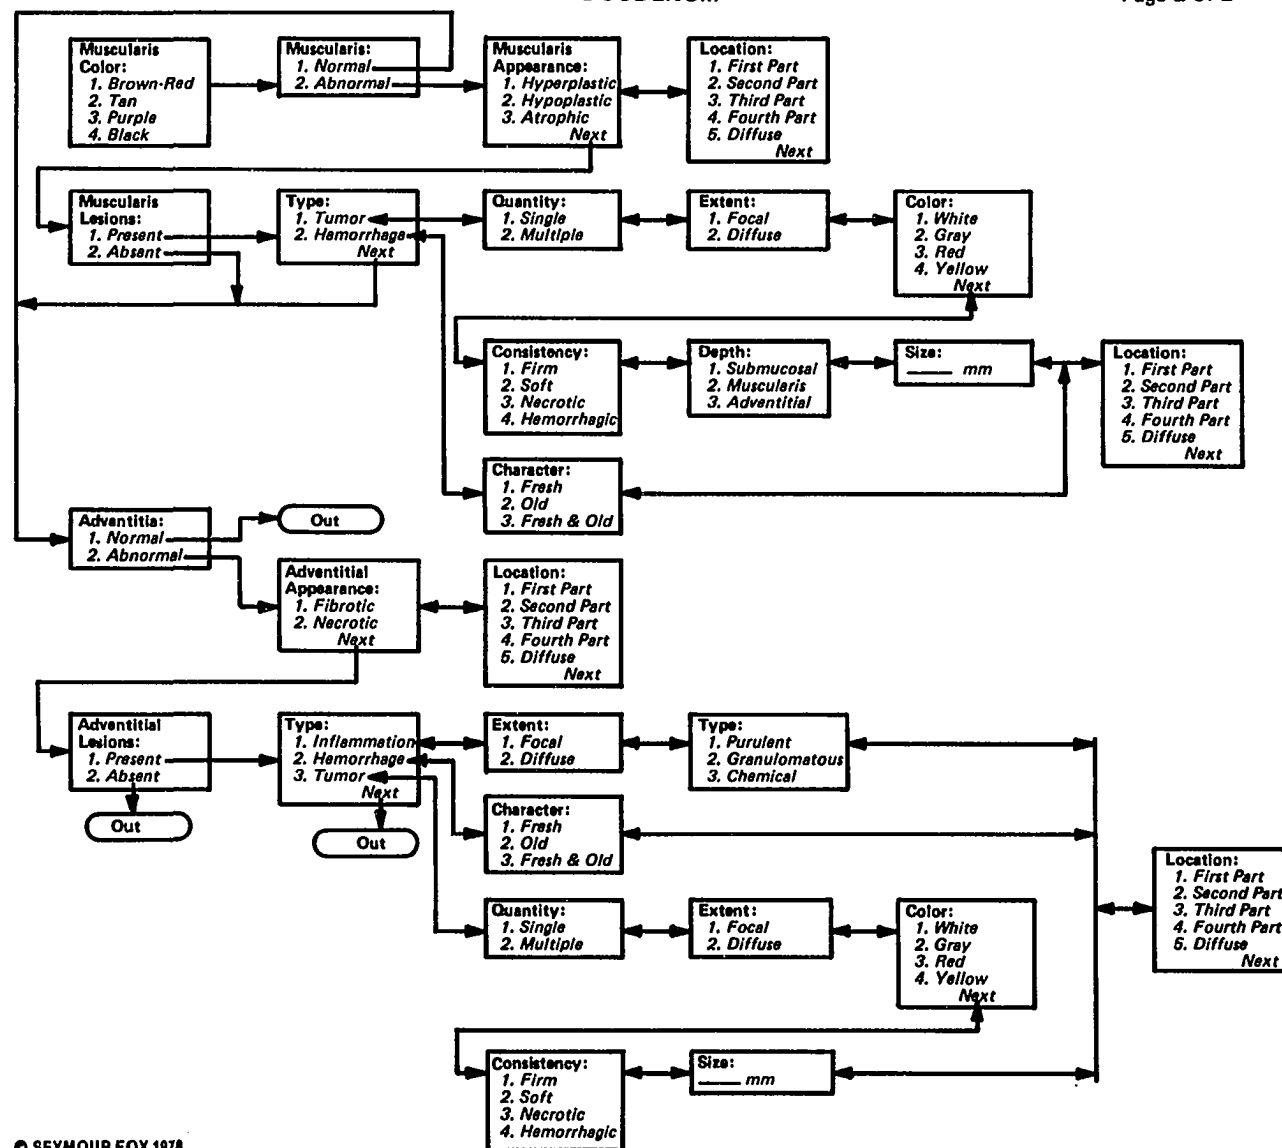 Muscularis
Color:
1. Brown-Red
2. Tan
3. Purple
4. Black
Muscularis:
1. Normal
2. Abnormal
Muscularis
Appearance:
1. Hyperplastic
2. Hypoplastic
3. Atrophic
Next
Location:
1. First Part
2. Second Part
3. Third Part
4. Fourth Part
5. Diffuse
Next
Muscularis
Lesions:
1. Present
2. Absent
Type:
1. Tumor
2. Hemorrhage
Next
Quantity:
1. Single
2. Multiple
Extent:
1. Focal
2. Diffuse
Color:
1. White
2. Gray
3. Red
4. Yellow
Next
Consistency:
1. Firm
2. Soft
3. Necrotic
4. Hemorrhagic
Depth:
1. Submucosal
2. Muscularis
3. Adventitial
Size:
____ mm
Location:
1. First Part
2. Second Part
3. Third Part
4. Fourth Part
5. Diffuse
Next
Character:
1. Fresh
2. Old
3. Fresh & Old
Adventitia:
1. Normal
2. Abnormal
Out
Adventitial
Appearance:
1. Fibrotic
2. Necrotic
Next
Location:
1. First Part
2. Second Part
3. Third Part
4. Fourth Part
5. Diffuse
Next
Adventitial
Lesions:
1. Present
2. Absent
Out
Type:
1. Inflammation
2. Hemorrhage
3. Tumor
Next
Out
Extent:
1. Focal
2. Diffuse
Type:
1. Purulent
2. Granulomatous
3. Chemical
Character:
1. Fresh
2. Old
3. Fresh & Old
Location:
1. First Part
2. Second Part
3. Third Part
4. Fourth Part
5. Diffuse
Next
Quantity:
1. Single
2. Multiple
Extent:
1. Focal
2. Diffuse
Color:
1. White
2. Gray
3. Red
4. Yellow
Next
Consistency:
1. Firm
2. Soft
3. Necrotic
4. Hemorrhagic
Size:
____ mm
© SEYMOUR FOX 1978